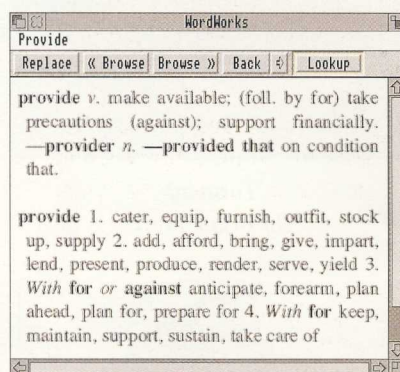 WordWorks
Provide
Replace « Browse Browse » Back Lookup
provide v. make available; (foll. by for) take
precautions (against); support financially.
—provider n. —provided that on condition
that.
provide 1. cater, equip, furnish, outfit, stock
up, supply 2. add, afford, bring, give, impart,
lend, present, produce, render, serve, yield 3.
With for or against anticipate, forearm, plan
ahead, plan for, prepare for 4. With for keep,
maintain, support, sustain, take care of